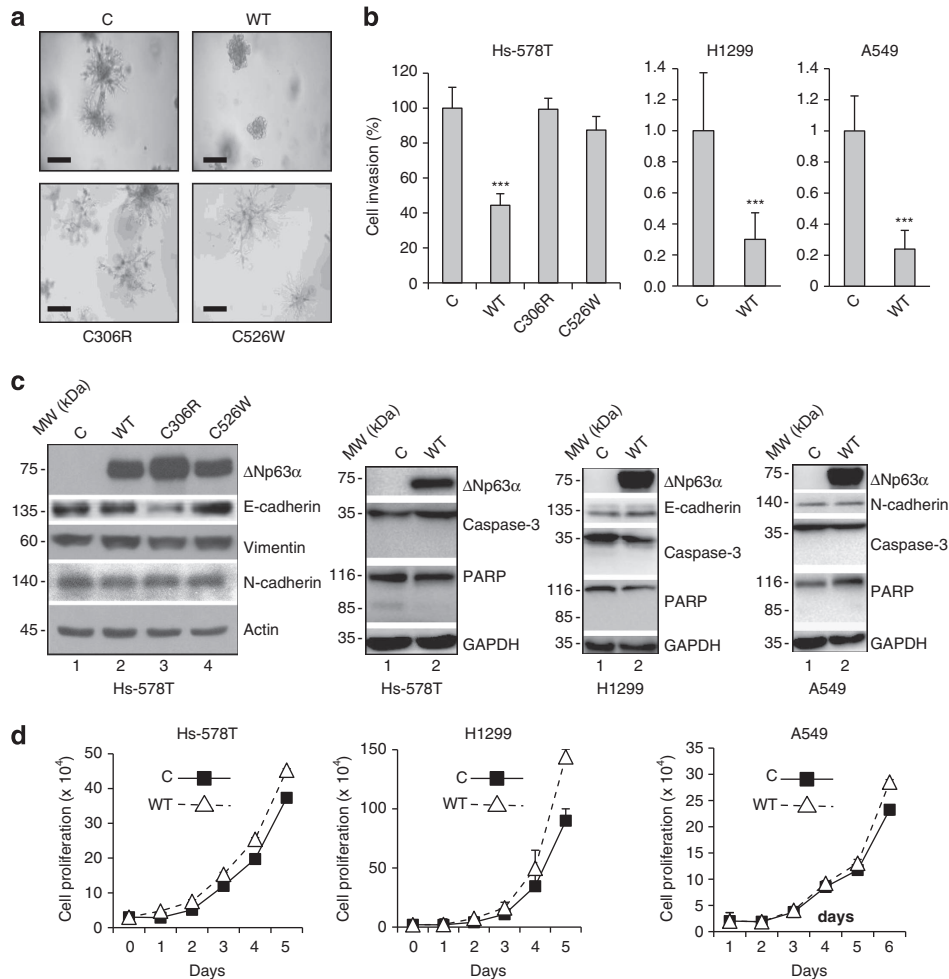 a
C
WT
C306R
C526W
b
Hs-578T
H1299
A549
Cell invasion (%)
120
100
80
60
40
20
0
***
C
WT
C306R
C526W
1.4
1.2
1.0
0.8
0.6
0.4
0.2
0.0
***
C
WT
1.4
1.2
1
0.8
0.6
0.4
0.2
0
***
C
WT
c
MW (kDa)
C
WT
C306R
C526W
75-
ΔNp63α
135-
E-cadherin
60-
Vimentin
140-
N-cadherin
45-
Actin
1 2 3 4
Hs-578T
MW (kDa)
C
WT
75-
ΔNp63α
35-
Caspase-3
116-
PARP
85-
35-
GAPDH
1 2
Hs-578T
MW (kDa)
C
WT
75-
ΔNp63α
135-
E-cadherin
35-
Caspase-3
116-
PARP
85-
35-
GAPDH
1 2
H1299
MW (kDa)
C
WT
75-
ΔNp63α
140-
N-cadherin
35-
Caspase-3
116-
PARP
85-
35-
GAPDH
1 2
A549
d
Hs-578T
Cell proliferation (x 10⁴)
50
40
30
20
10
0
C
WT
0 1 2 3 4 5
Days
H1299
Cell proliferation (x 10⁴)
150
100
50
0
C
WT
0 1 2 3 4 5
Days
A549
Cell proliferation (x 10⁴)
35
30
25
20
15
10
5
0
C
WT
days
1 2 3 4 5 6
Days